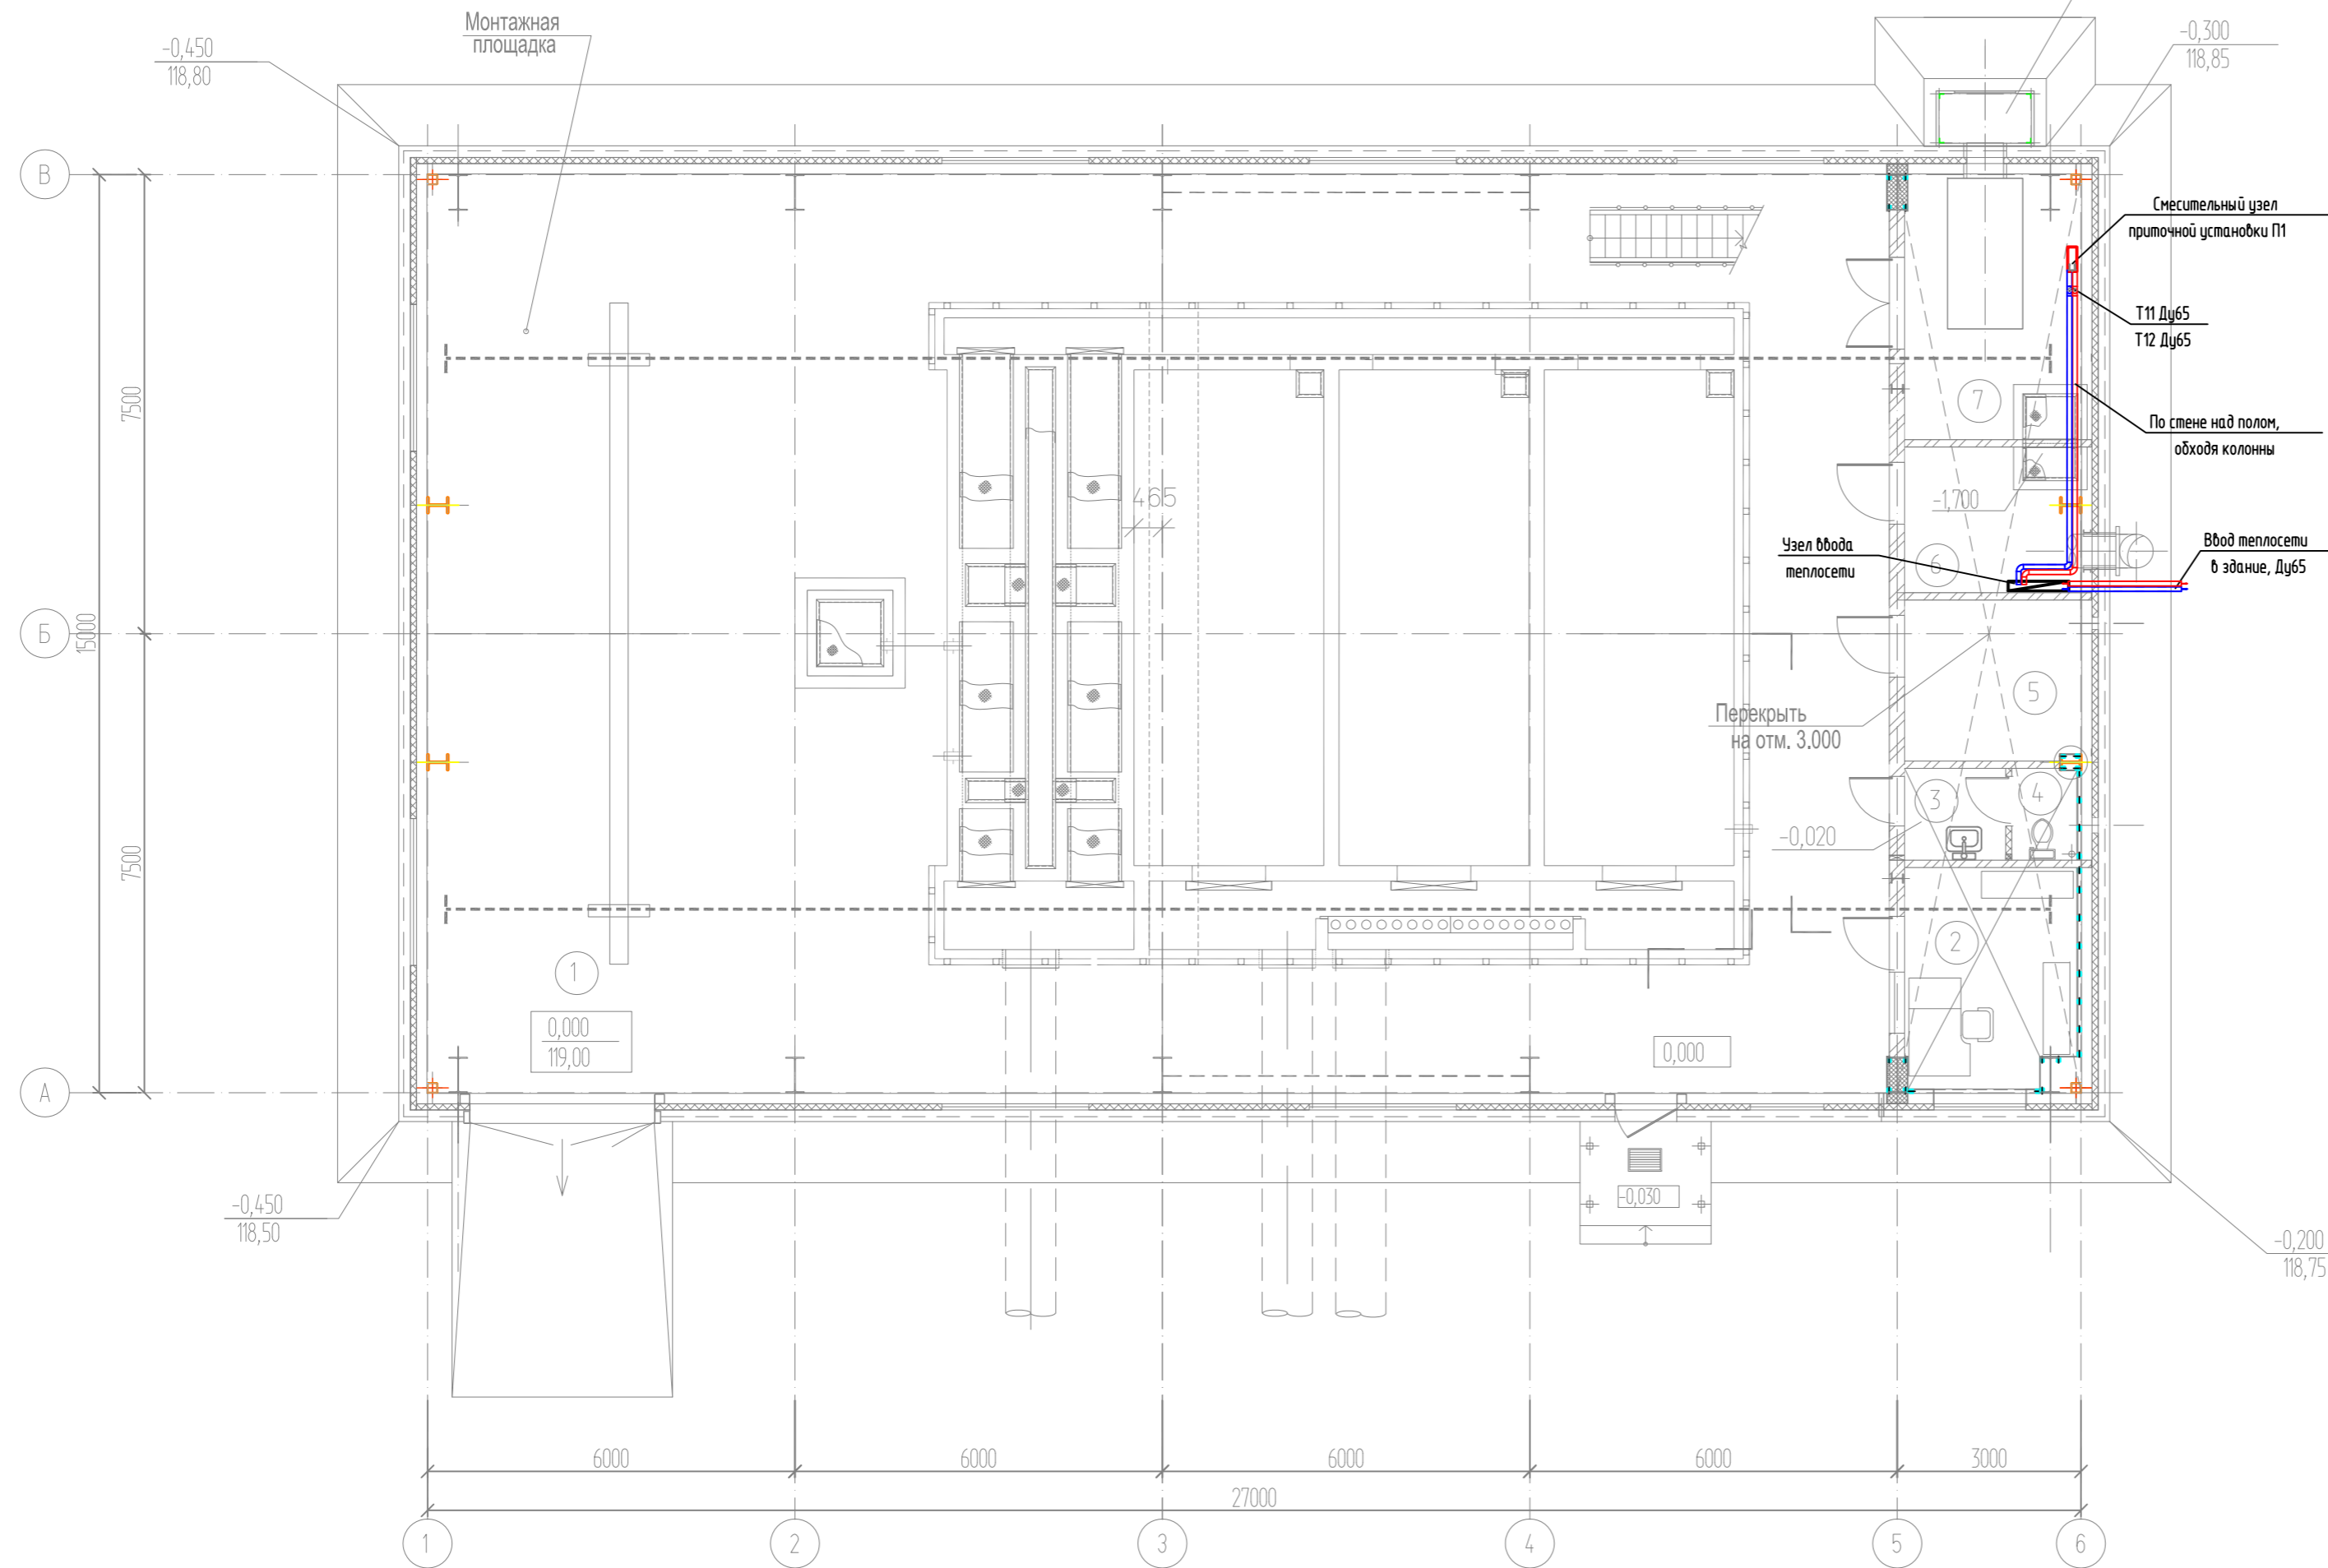 Монтажная
площадка
-0,450
118,80
-0,300
118,85
В
Смесительный узел
приточной установки П1
Т11 Ду65
Т12 Ду65
7500
7
По стене над полом,
обходя колонны
465
-1,700
Узел ввода
теплосети
6
Ввод теплосети
в здание, Ду65
Б
15000
5
Перекрыть
на отм. 3.000
3
4
-0,020
7500
2
1
0,000
119,00
0,000
А
-0,030
-0,450
118,50
-0,200
118,75
6000
6000
6000
6000
3000
27000
1
2
3
4
5
6